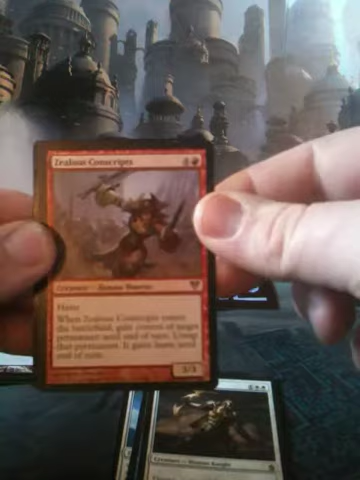 Zealous Conscripts 4
Creature — Human Warrior
Haste
When Zealous Conscripts enters
the battlefield, gain control of target
permanent until end of turn. Untap
that permanent. It gains haste until
end of turn.
3/3
Creature — Human Knight